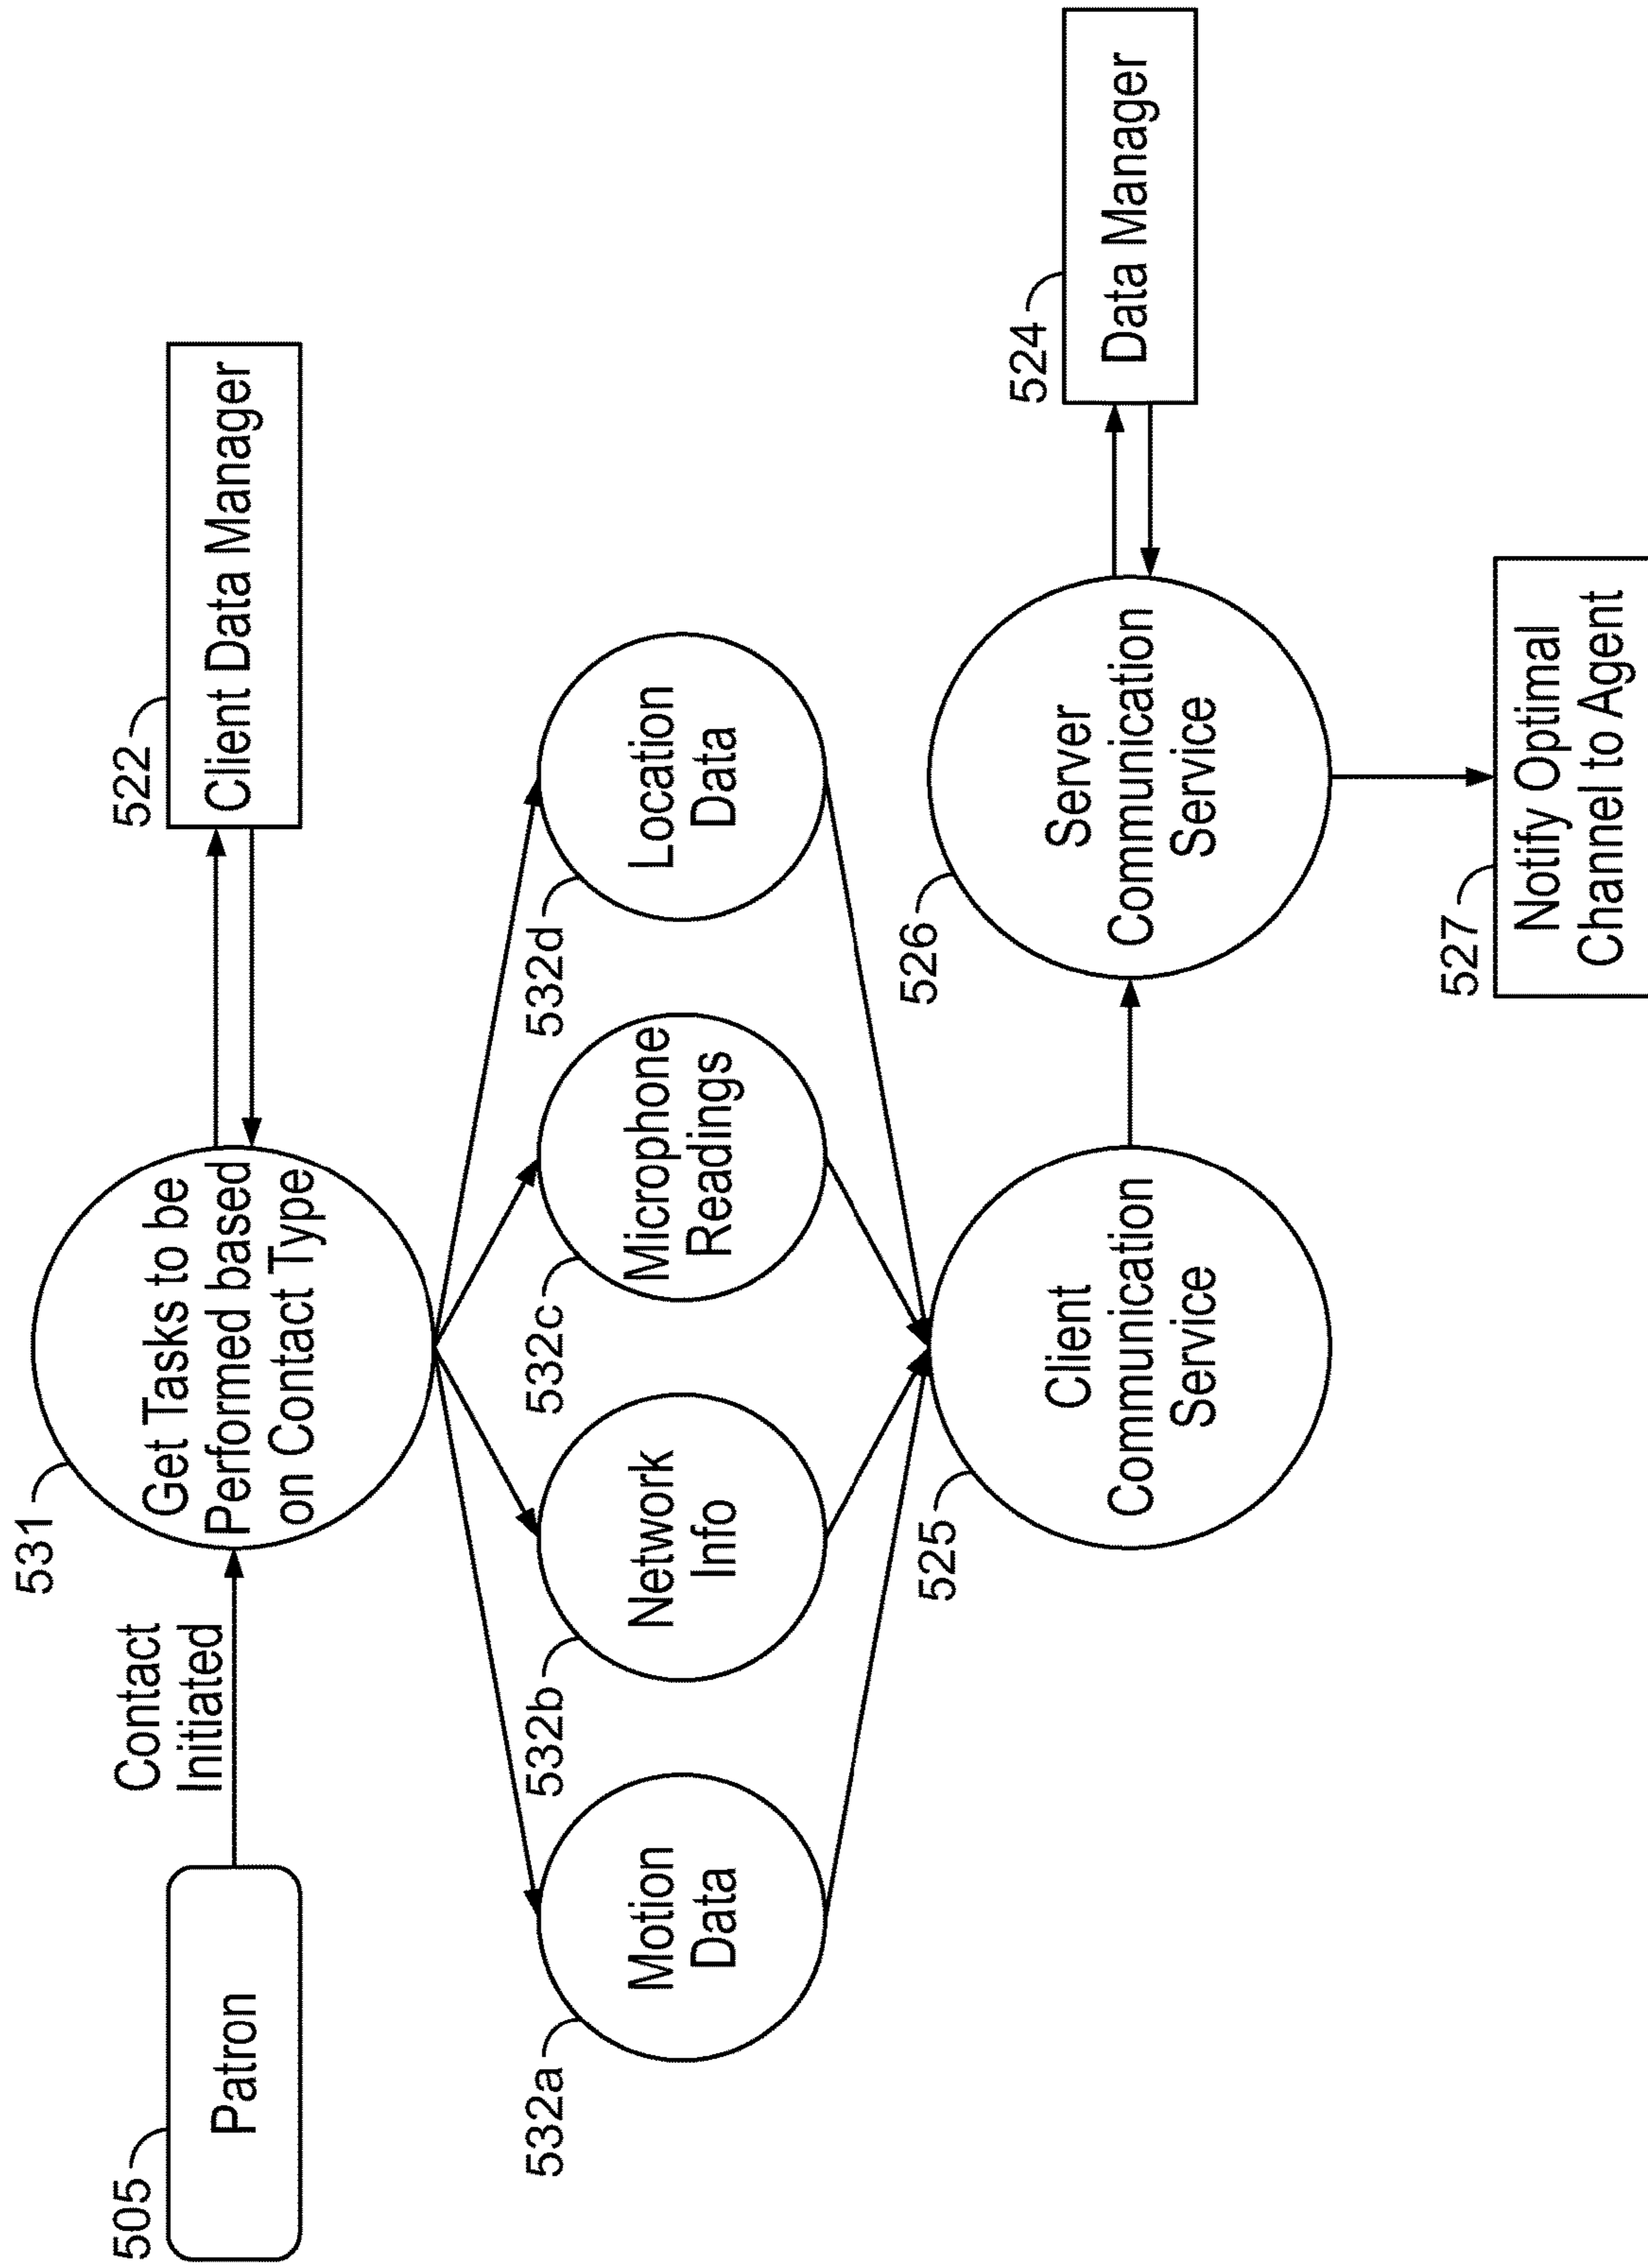 505
Patron
Contact
Initiated
531
Get Tasks to be
Performed based
on Contact Type
522
Client Data Manager
532a
Motion
Data
532b
Network
Info
532c
Microphone
Readings
532d
Location
Data
525
Client
Communication
Service
526
Server
Communication
Service
524
Data Manager
527
Notify Optimal
Channel to Agent